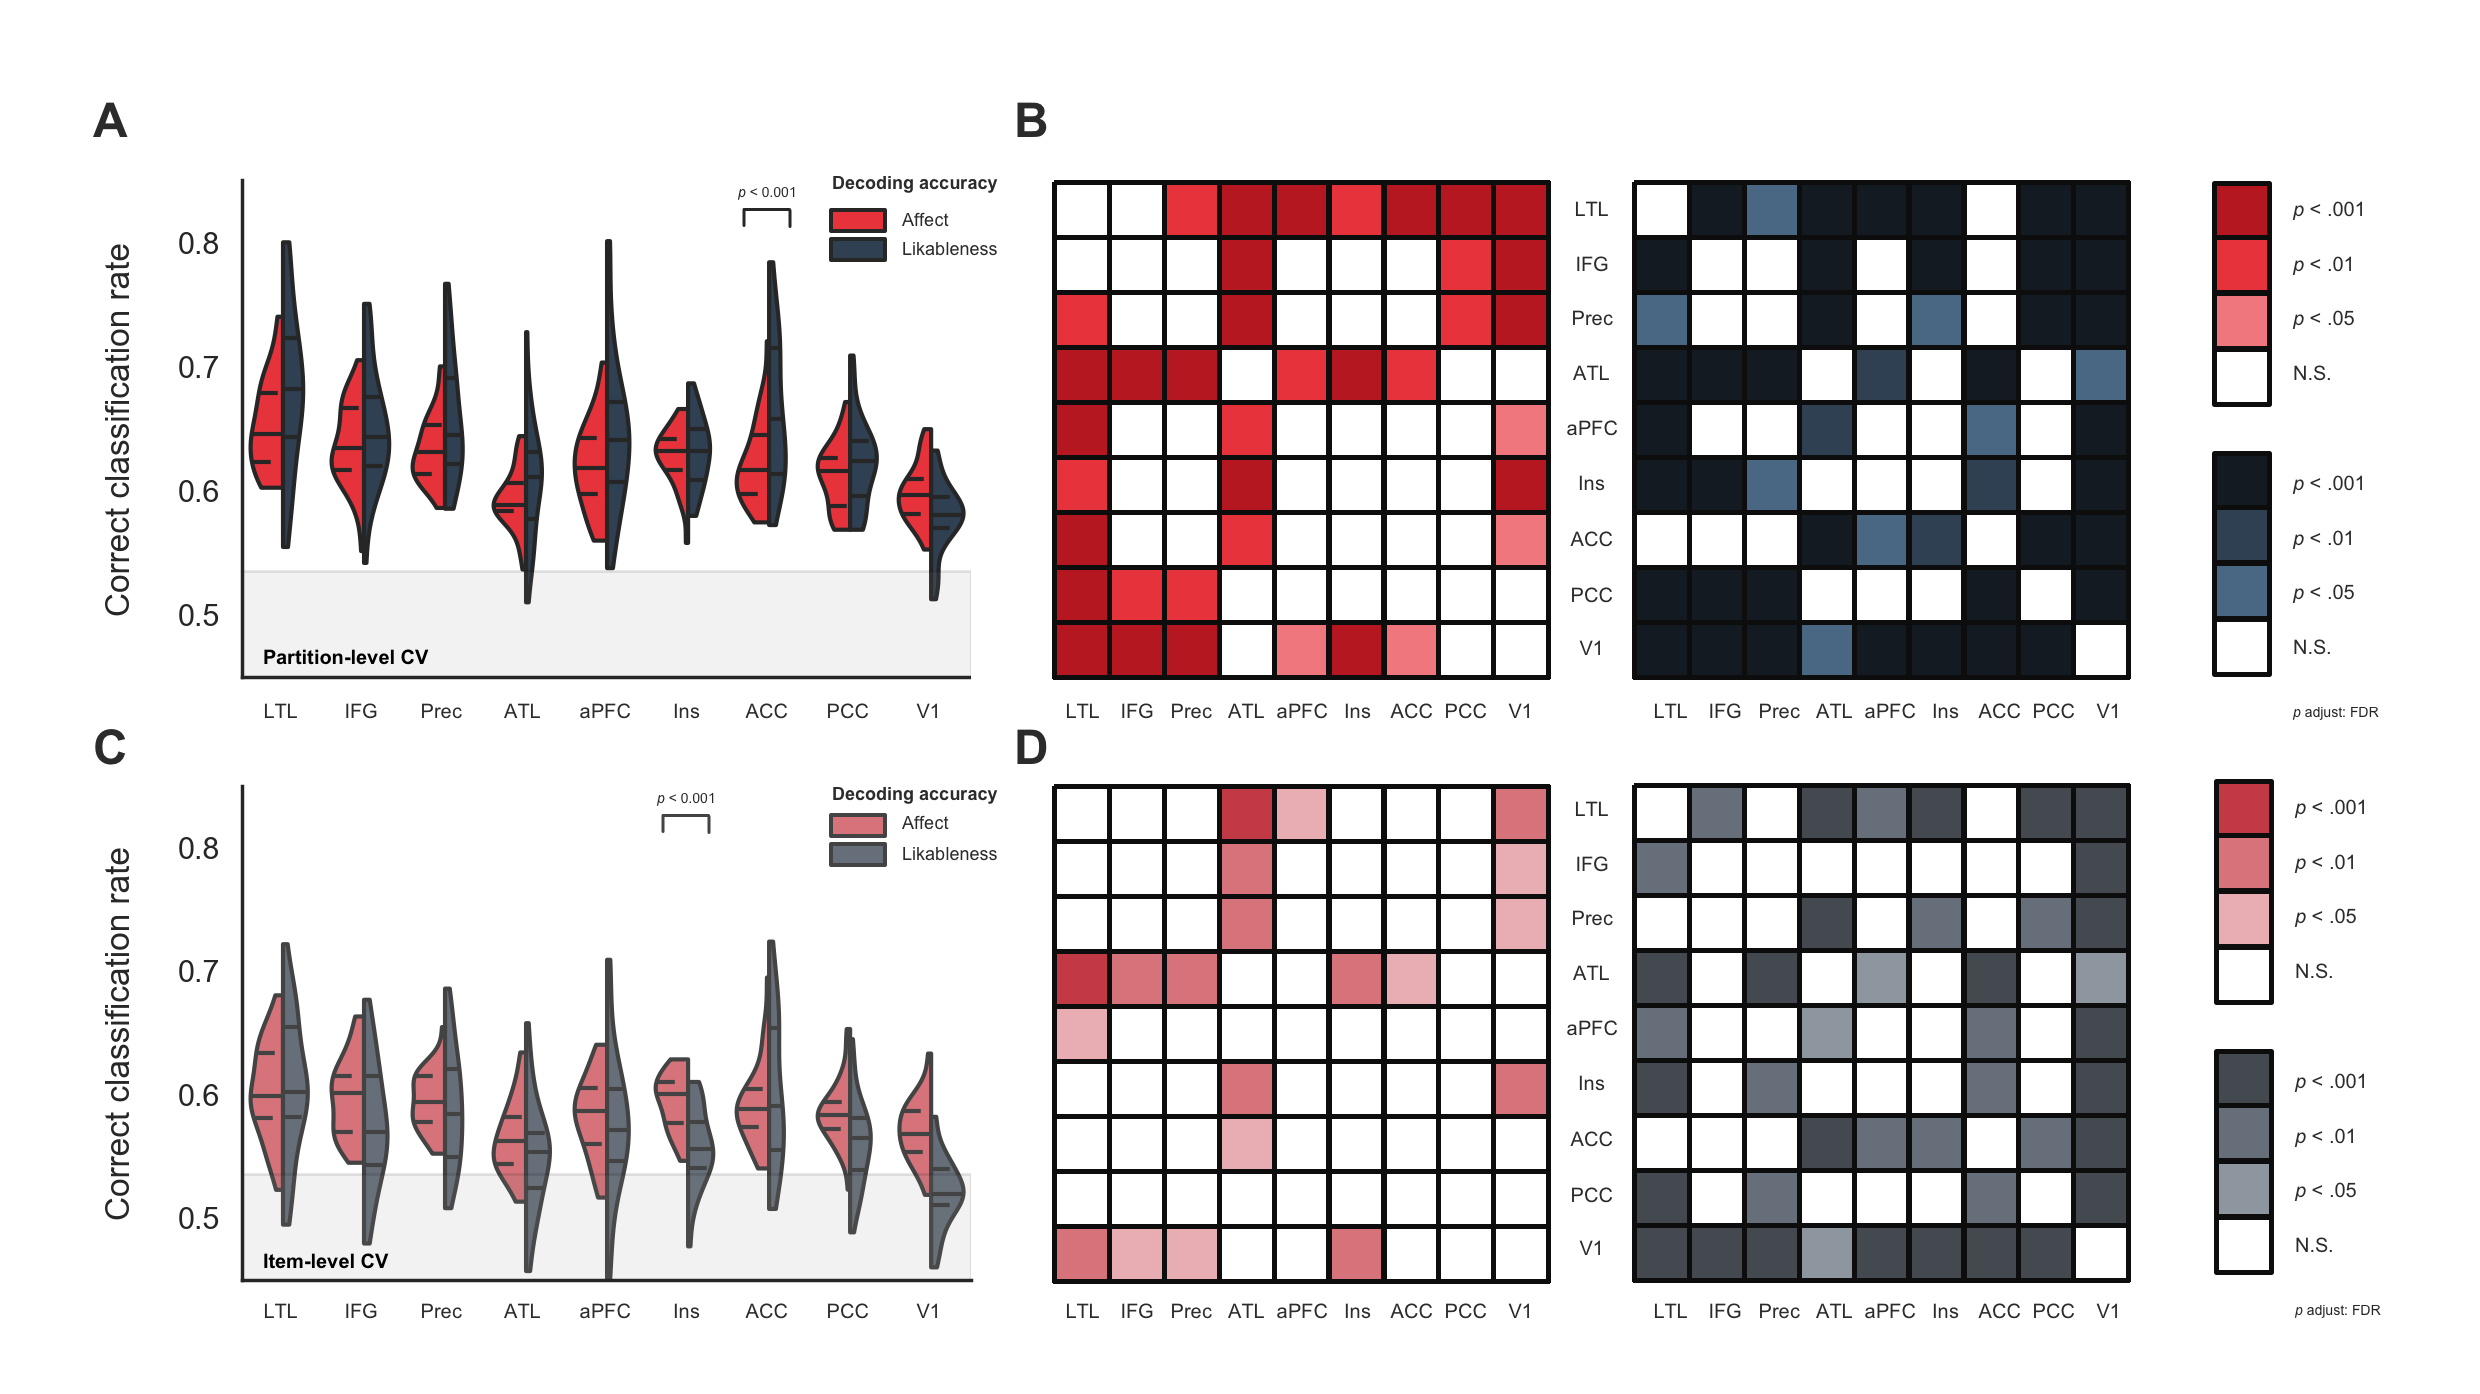 A
B
p < 0.001
Decoding accuracy
Affect
Likableness
Correct classification rate
0.8
0.7
0.6
0.5
Partition-level CV
LTL IFG Prec ATL aPFC Ins ACC PCC V1
LTL
IFG
Prec
ATL
aPFC
Ins
ACC
PCC
V1
LTL IFG Prec ATL aPFC Ins ACC PCC V1
LTL IFG Prec ATL aPFC Ins ACC PCC V1
p < .001
p < .01
p < .05
N.S.
p < .001
p < .01
p < .05
N.S.
p adjust: FDR
C
D
p < 0.001
Decoding accuracy
Affect
Likableness
Correct classification rate
0.8
0.7
0.6
0.5
Item-level CV
LTL IFG Prec ATL aPFC Ins ACC PCC V1
LTL
IFG
Prec
ATL
aPFC
Ins
ACC
PCC
V1
LTL IFG Prec ATL aPFC Ins ACC PCC V1
LTL IFG Prec ATL aPFC Ins ACC PCC V1
p < .001
p < .01
p < .05
N.S.
p < .001
p < .01
p < .05
N.S.
p adjust: FDR